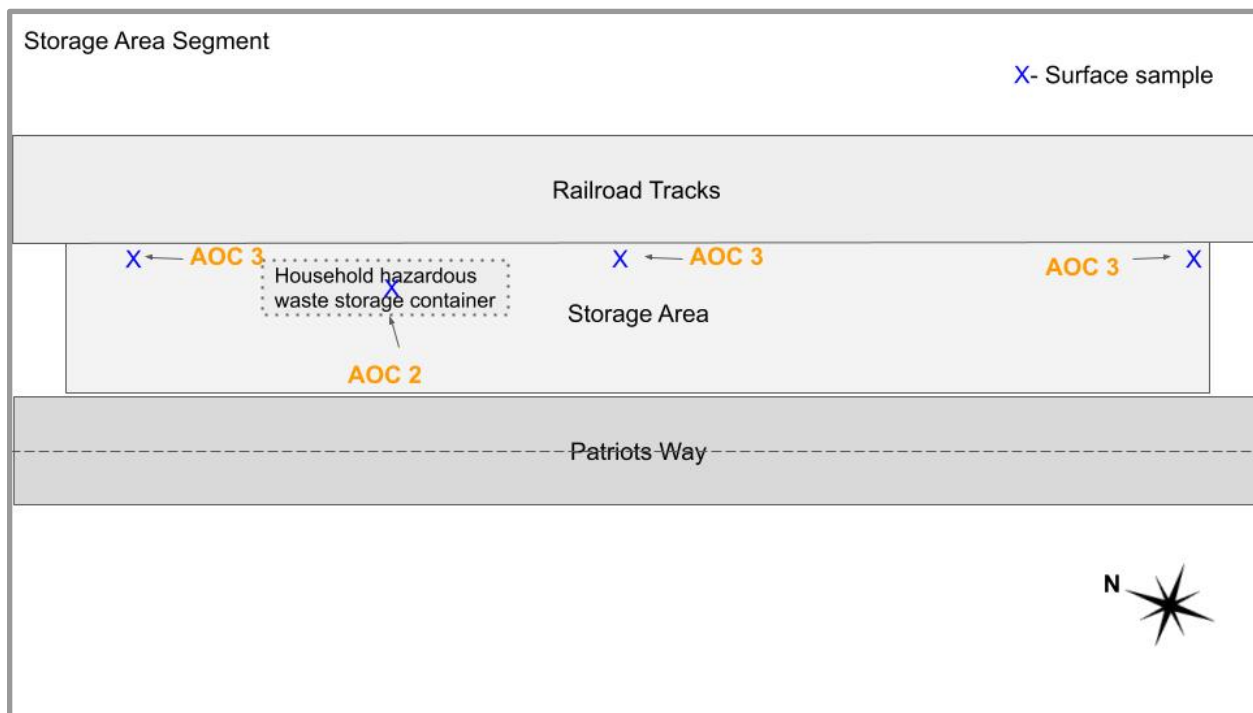 Storage Area Segment
X- Surface sample
Railroad Tracks
X
AOC 3
X
AOC 3
AOC 3
X
Household hazardous
waste storage container
X
Storage Area
AOC 2
Patriots Way
N